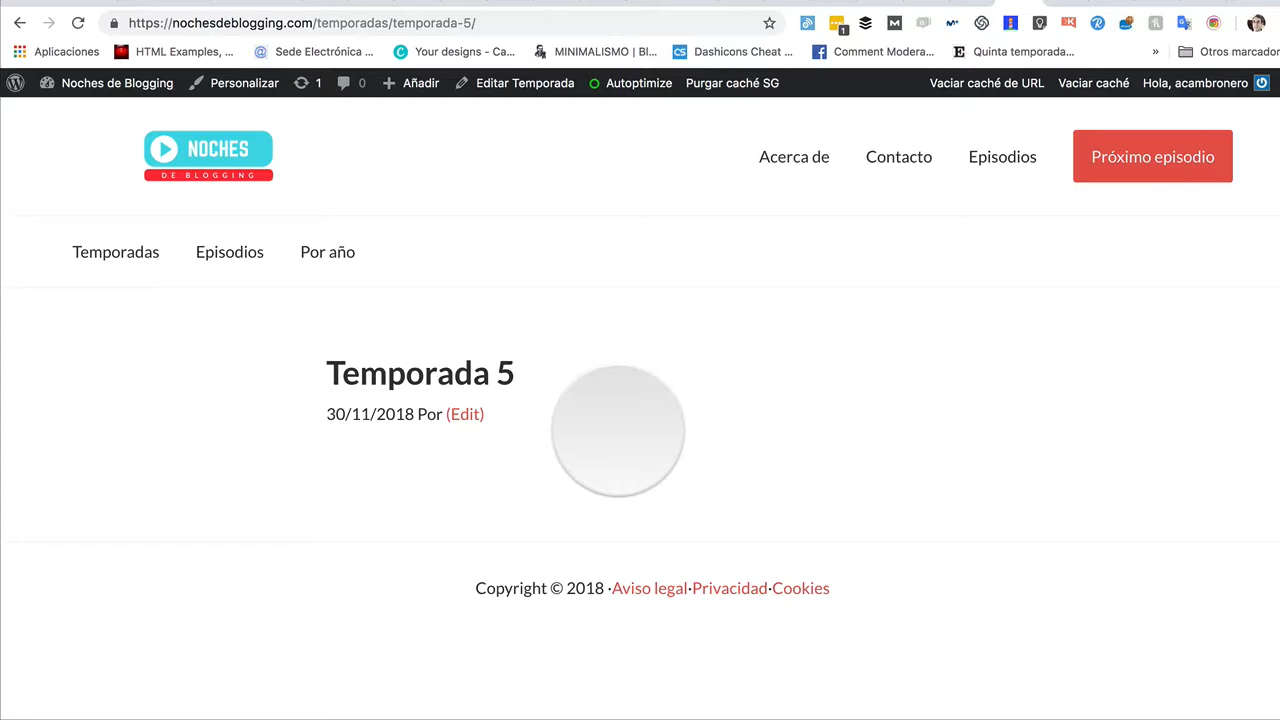 https://nochesdeblogging.com/temporadas/temporada-5/
1
Aplicaciones HTML Examples, ... Sede Electrónica ... Your designs - Ca... MINIMALISMO | Bl... Dashicons Cheat ... Comment Modera... Quinta temporada... » Otros marcador
Noches de Blogging Personalizar 1 0 Añadir Editar Temporada Autoptimize Purgar caché SG Vaciar caché de URL Vaciar caché Hola, acambronero
NOCHES
DE BLOGGING
Acerca de Contacto Episodios Próximo episodio
Temporadas Episodios Por año
Temporada 5
30/11/2018 Por (Edit)
Copyright © 2018 ·Aviso legal·Privacidad·Cookies